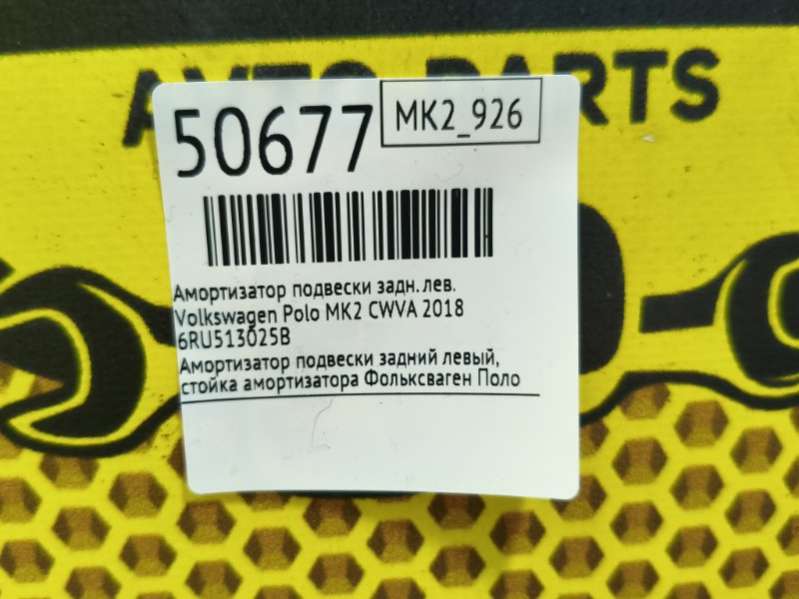 AVTO-PARTS
50677
MK2_926
Амортизатор подвески задн. лев.
Volkswagen Polo MK2 CWVA 2018
6RU513025B
Амортизатор подвески задний левый,
стойка амортизатора Фольксваген Поло